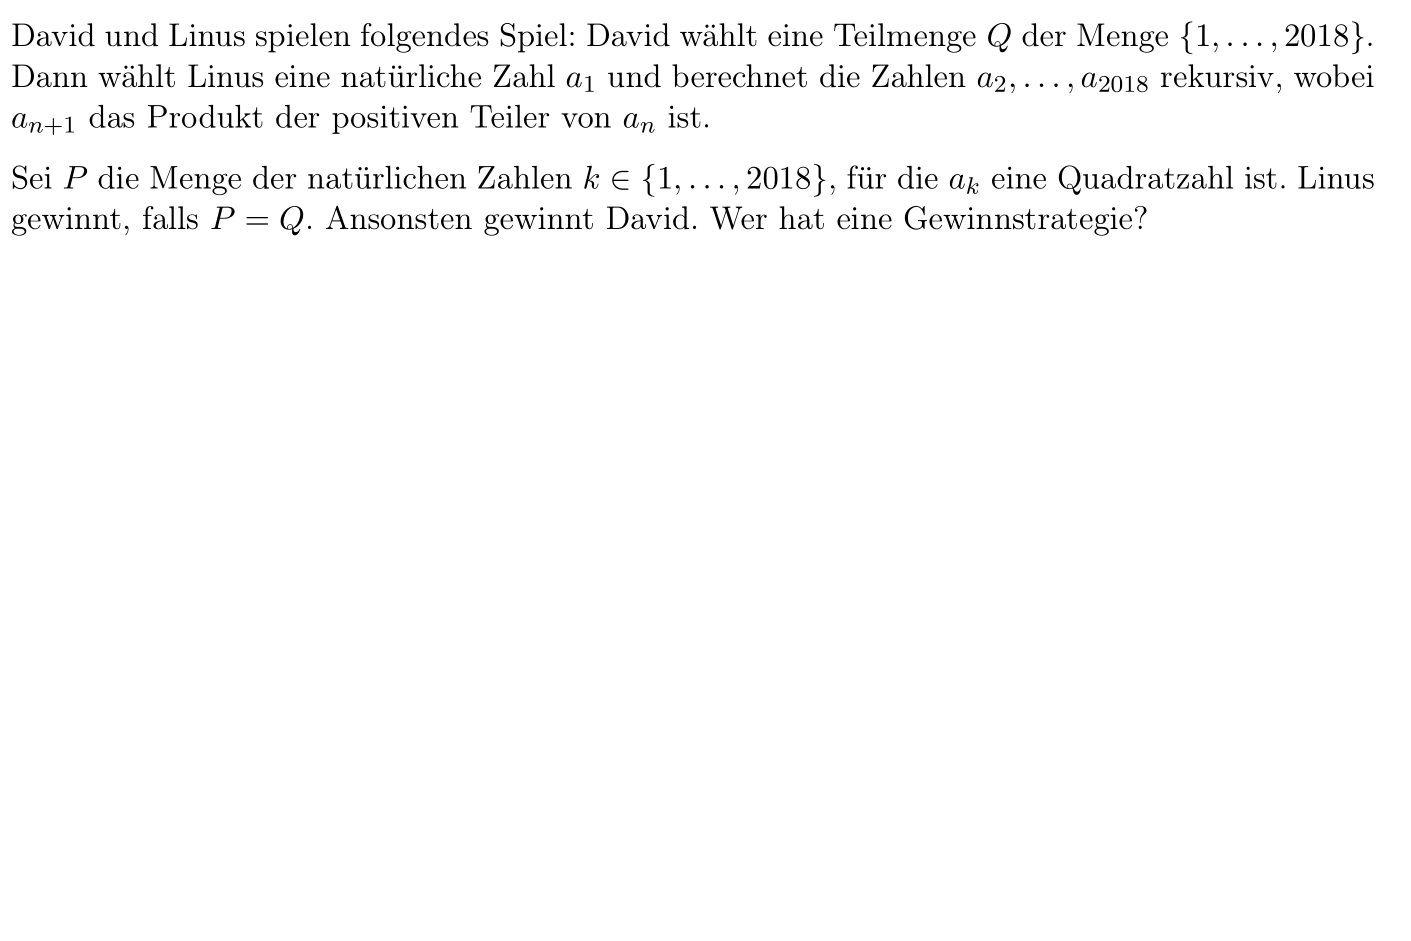 David und Linus spielen folgendes Spiel: David wählt eine Teilmenge $Q$ der Menge $\{1, \ldots, 2018\}$.
Dann wählt Linus eine natürliche Zahl $a_1$ und berechnet die Zahlen $a_2, \ldots, a_{2018}$ rekursiv, wobei
$a_{n+1}$ das Produkt der positiven Teiler von $a_n$ ist.
Sei $P$ die Menge der natürlichen Zahlen $k \in \{1, \ldots, 2018\}$, für die $a_k$ eine Quadratzahl ist. Linus
gewinnt, falls $P = Q$. Ansonsten gewinnt David. Wer hat eine Gewinnstrategie?